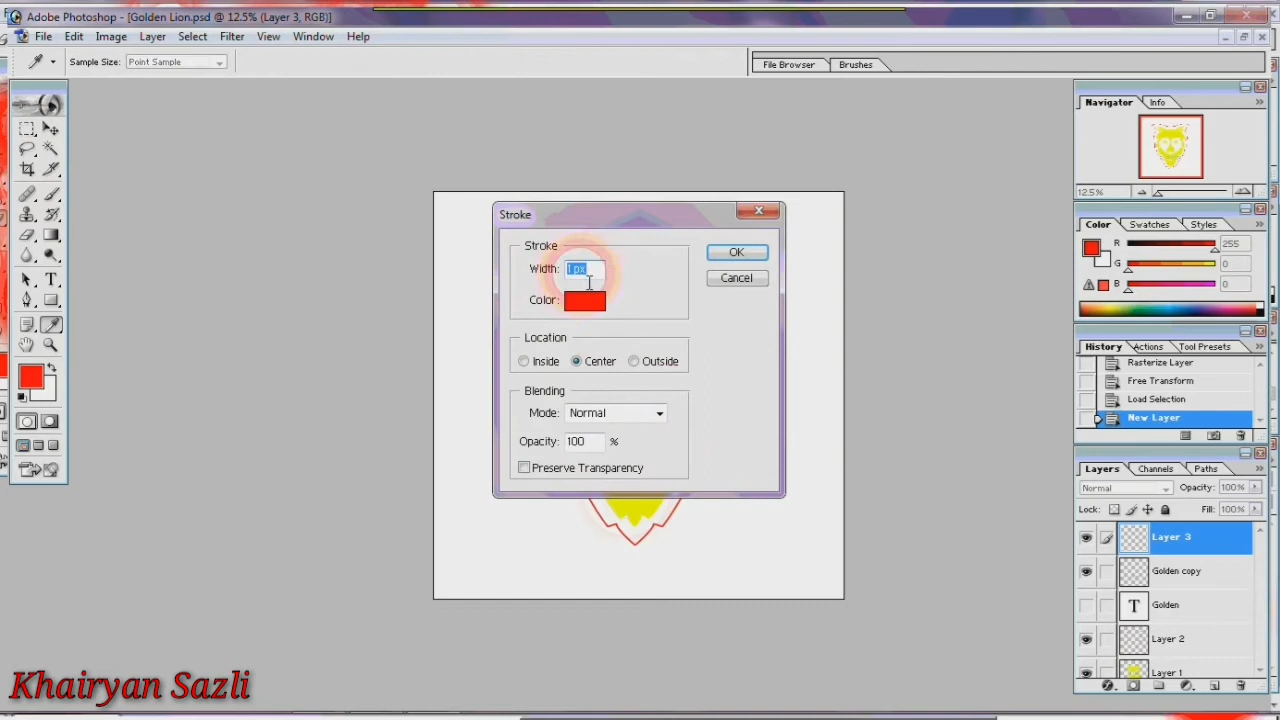 Adobe Photoshop - [Golden Lion.psd @ 12.5% (Layer 3, RGB)]
File Edit Image Layer Select Filter View Window Help
Sample Size: Point Sample
File Browser Brushes
Navigator Info
12.5%
Color Swatches Styles
R 255
G 0
B 0
History Actions Tool Presets
Rasterize Layer
Free Transform
Load Selection
New Layer
Layers Channels Paths
Normal Opacity: 100%
Lock: Fill: 100%
Layer 3
Golden copy
T Golden
Layer 2
Layer 1
Stroke
Stroke
Width: 1 px
Color:
OK
Cancel
Location
Inside Center Outside
Blending
Mode: Normal
Opacity: 100 %
Preserve Transparency
Khairyan Sazli